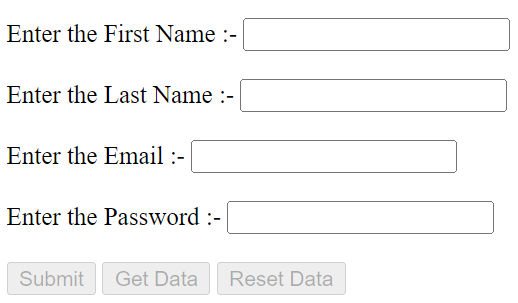 Enter the First Name :-
Enter the Last Name :-
Enter the Email :-
Enter the Password :-
Submit Get Data Reset Data